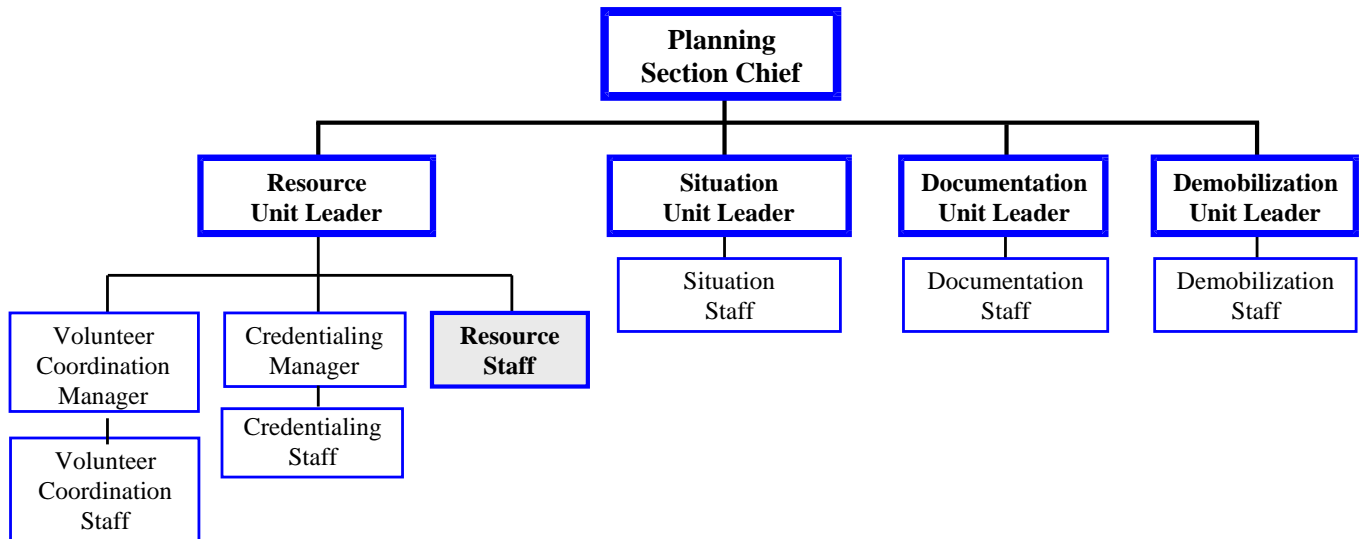 Planning
Section Chief
Resource
Unit Leader
Situation
Unit Leader
Documentation
Unit Leader
Demobilization
Unit Leader
Situation
Staff
Documentation
Staff
Demobilization
Staff
Volunteer
Coordination
Manager
Credentialing
Manager
Resource
Staff
Credentialing
Staff
Volunteer
Coordination
Staff